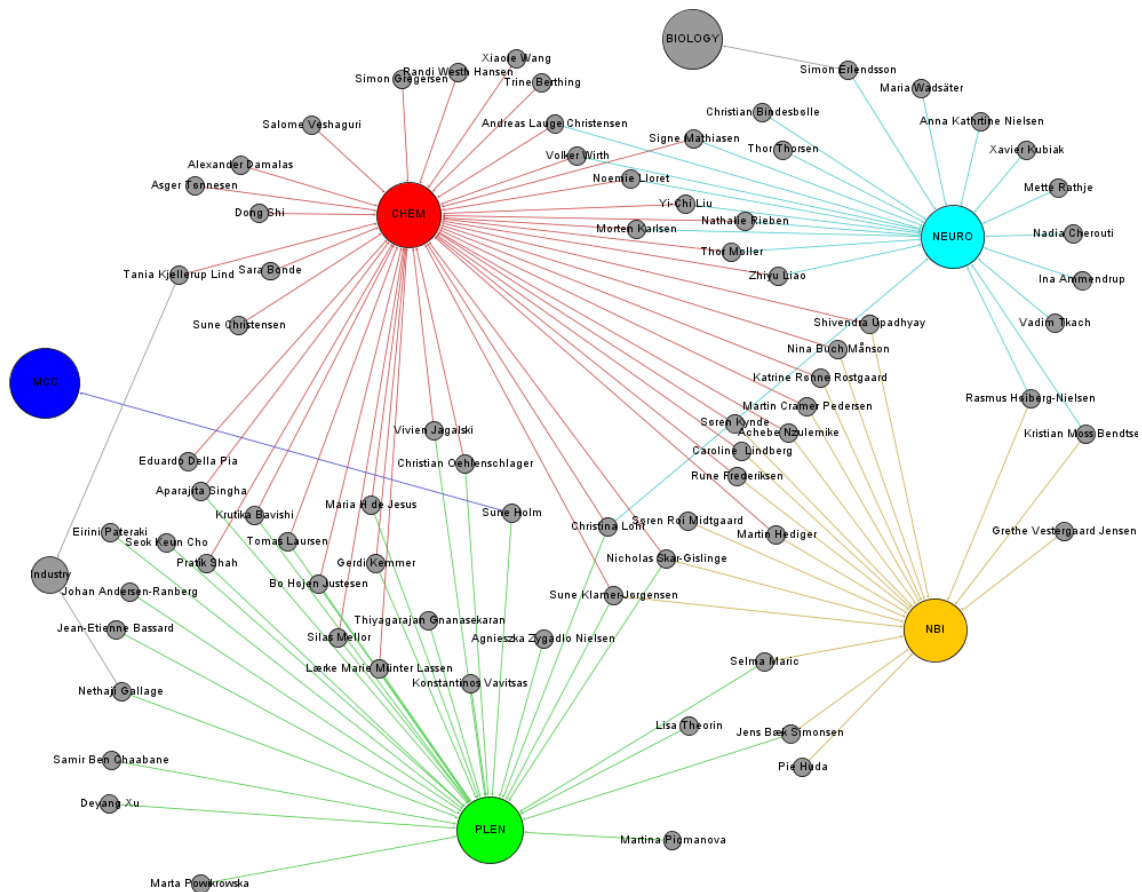 BIOLOGY
Xiaole Wang
Randi Westh Hansen
Simon Erlendsson
Simon Gregersen
Trine Berthing
Maria Wadsäter
Christian Bindesbølle
Salome Veshaguri
Andreas Lauge Christensen
Anna Kathrtine Nielsen
Signe Mathiasen
Thor Thorsen
Xavier Kubiak
Volker Wirth
Alexander Damalas
Noemie Lloret
Asger Tønnesen
Mette Rathje
Yi-Chi Liu
Dong Shi
CHEM
Nathalie Rieben
Morten Karlsen
NEURO
Nadia Cherouti
Thor Møller
Sara Bonde
Tania Kjellerup Lind
Zhiyu Liao
Ina Ammendrup
Sune Christensen
Shivendra Upadhyay
Vadim Tkach
Nina Buch Månson
Katrine Rønne Rostgaard
MCC
Rasmus Heiberg-Nielsen
Martin Cramer Pedersen
Søren Kynde
Vivien Jagalski
Achebe Nzulemike
Kristian Moss Bendtse
Caroline Lindberg
Eduardo Della Pia
Christian Oehlenschlager
Rune Frederiksen
Aparajita Singha
Maria H de Jesus
Krutika Bavishi
Sune Holm
Søren Roi Midtgaard
Christina Lohr
Eirini Pateraki
Grethe Vestergaard Jensen
Martin Hediger
Seok Keun Cho
Tomas Laursen
Nicholas Skar-Gislinge
Pratik Shah
Gerdi Kemmer
Industry
Bo Højen Justesen
Johan Andersen-Ranberg
Sune Klamer-Jørgensen
Thiyagarajan Gnanasekaran
Jean-Etienne Bassard
NBI
Silas Mellor
Agnieszka Zygadlo Nielsen
Selma Maric
Lærke Marie Münter Lassen
Konstantinos Vavitsas
Nethaji Gallage
Lisa Theorin
Jens Bæk Simonsen
Samir Ben Chaabane
Pie Huda
Deyang Xu
PLEN
Martina Picmanova
Marta Powikrowska